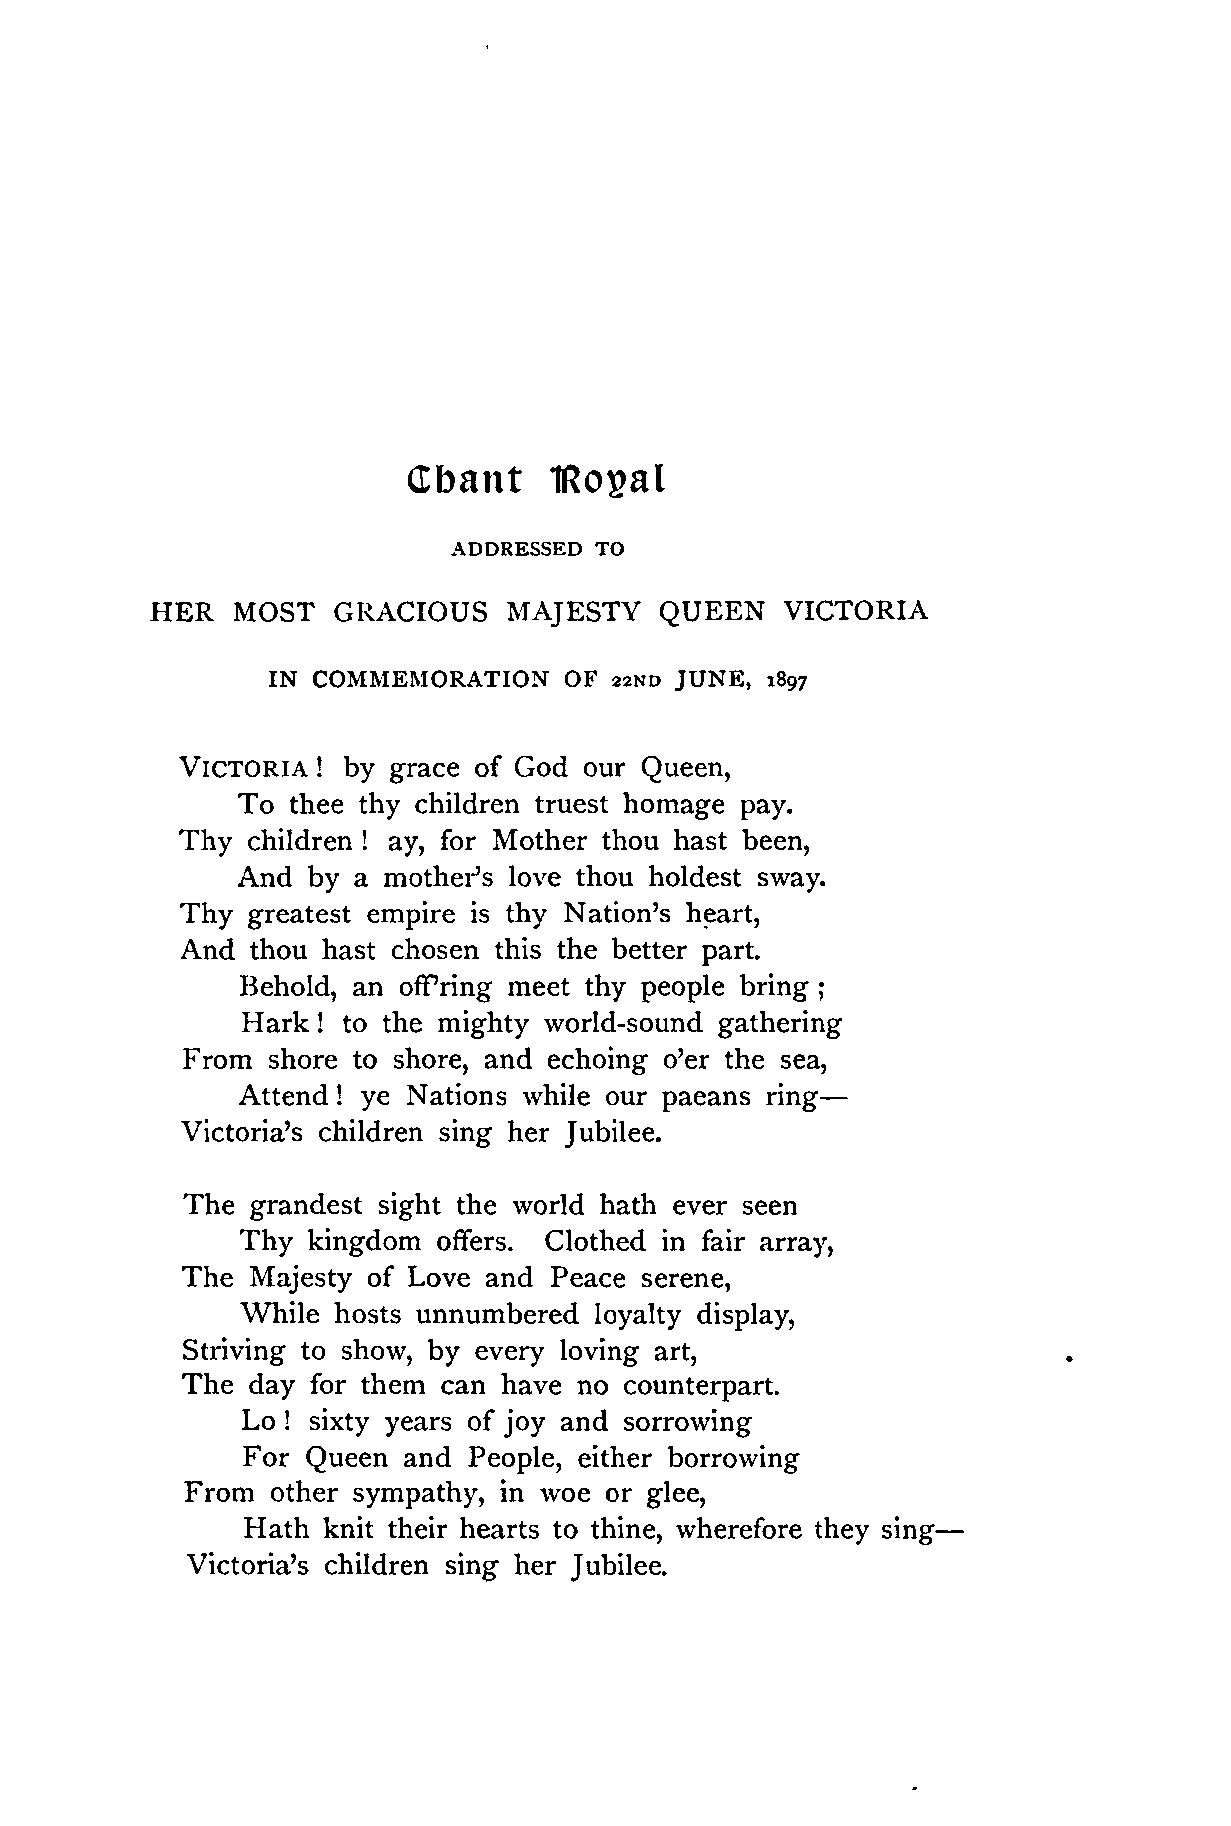 Chant Royal
ADDRESSED TO
HER MOST GRACIOUS MAJESTY QUEEN VICTORIA
IN COMMEMORATION OF 22ND JUNE, 1897
VICTORIA! by grace of God our Queen,
To thee thy children truest homage pay.
Thy children! ay, for Mother thou hast been,
And by a mother's love thou holdest sway.
Thy greatest empire is thy Nation's heart,
And thou hast chosen this the better part.
Behold, an off'ring meet thy people bring;
Hark! to the mighty world-sound gathering
From shore to shore, and echoing o'er the sea,
Attend! ye Nations while our paeans ring—
Victoria's children sing her Jubilee.
The grandest sight the world hath ever seen
Thy kingdom offers. Clothed in fair array,
The Majesty of Love and Peace serene,
While hosts unnumbered loyalty display,
Striving to show, by every loving art,
The day for them can have no counterpart.
Lo! sixty years of joy and sorrowing
For Queen and People, either borrowing
From other sympathy, in woe or glee,
Hath knit their hearts to thine, wherefore they sing—
Victoria's children sing her Jubilee.